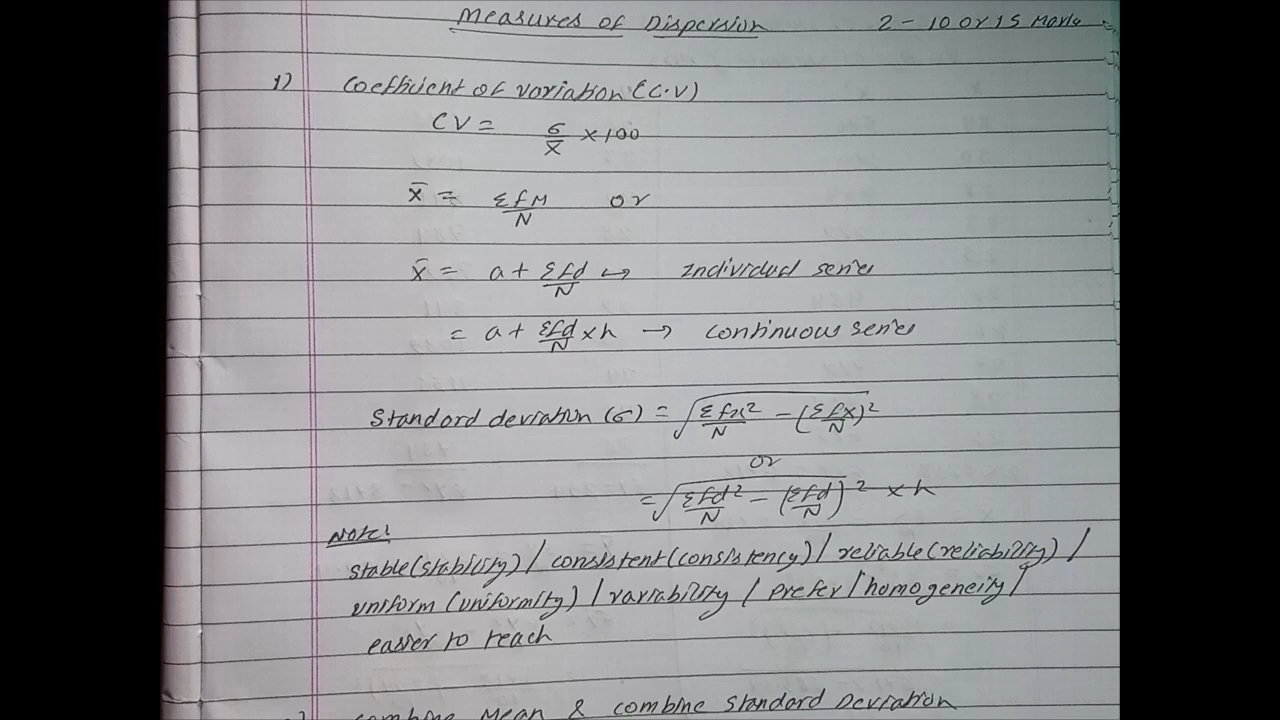 Measures of Dispersion 2 - 10 or 15 Marks
1) Coefficient of variation (C.V)
CV = σ/x̄ × 100
x̄ = ΣfM/N or
x̄ = a + Σfd/N ↦ Individual series
= a + Σfd/N × h → continuous series
Standard deviation (σ) = √(Σfx²/N - (Σfx/N)²)
or
= √(Σfd²/N - (Σfd/N)²) × h
Note:
stable(stability) / consistent(consistency) / reliable(reliability) /
uniform (uniformity) / variability / prefer / homogeneity /
easier to teach
combine Mean & combine Standard Deviation